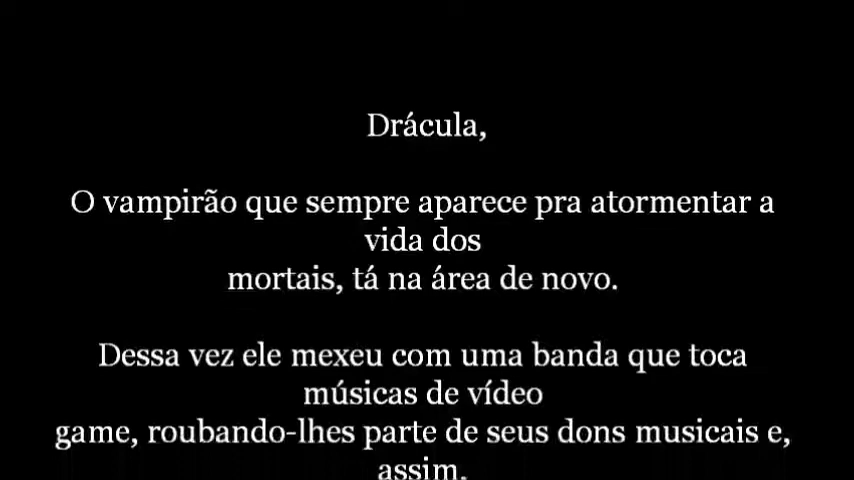 Drácula,
O vampirão que sempre aparece pra atormentar a
vida dos
mortais, tá na área de novo.
Dessa vez ele mexeu com uma banda que toca
músicas de vídeo
game, roubando-lhes parte de seus dons musicais e,
assim,